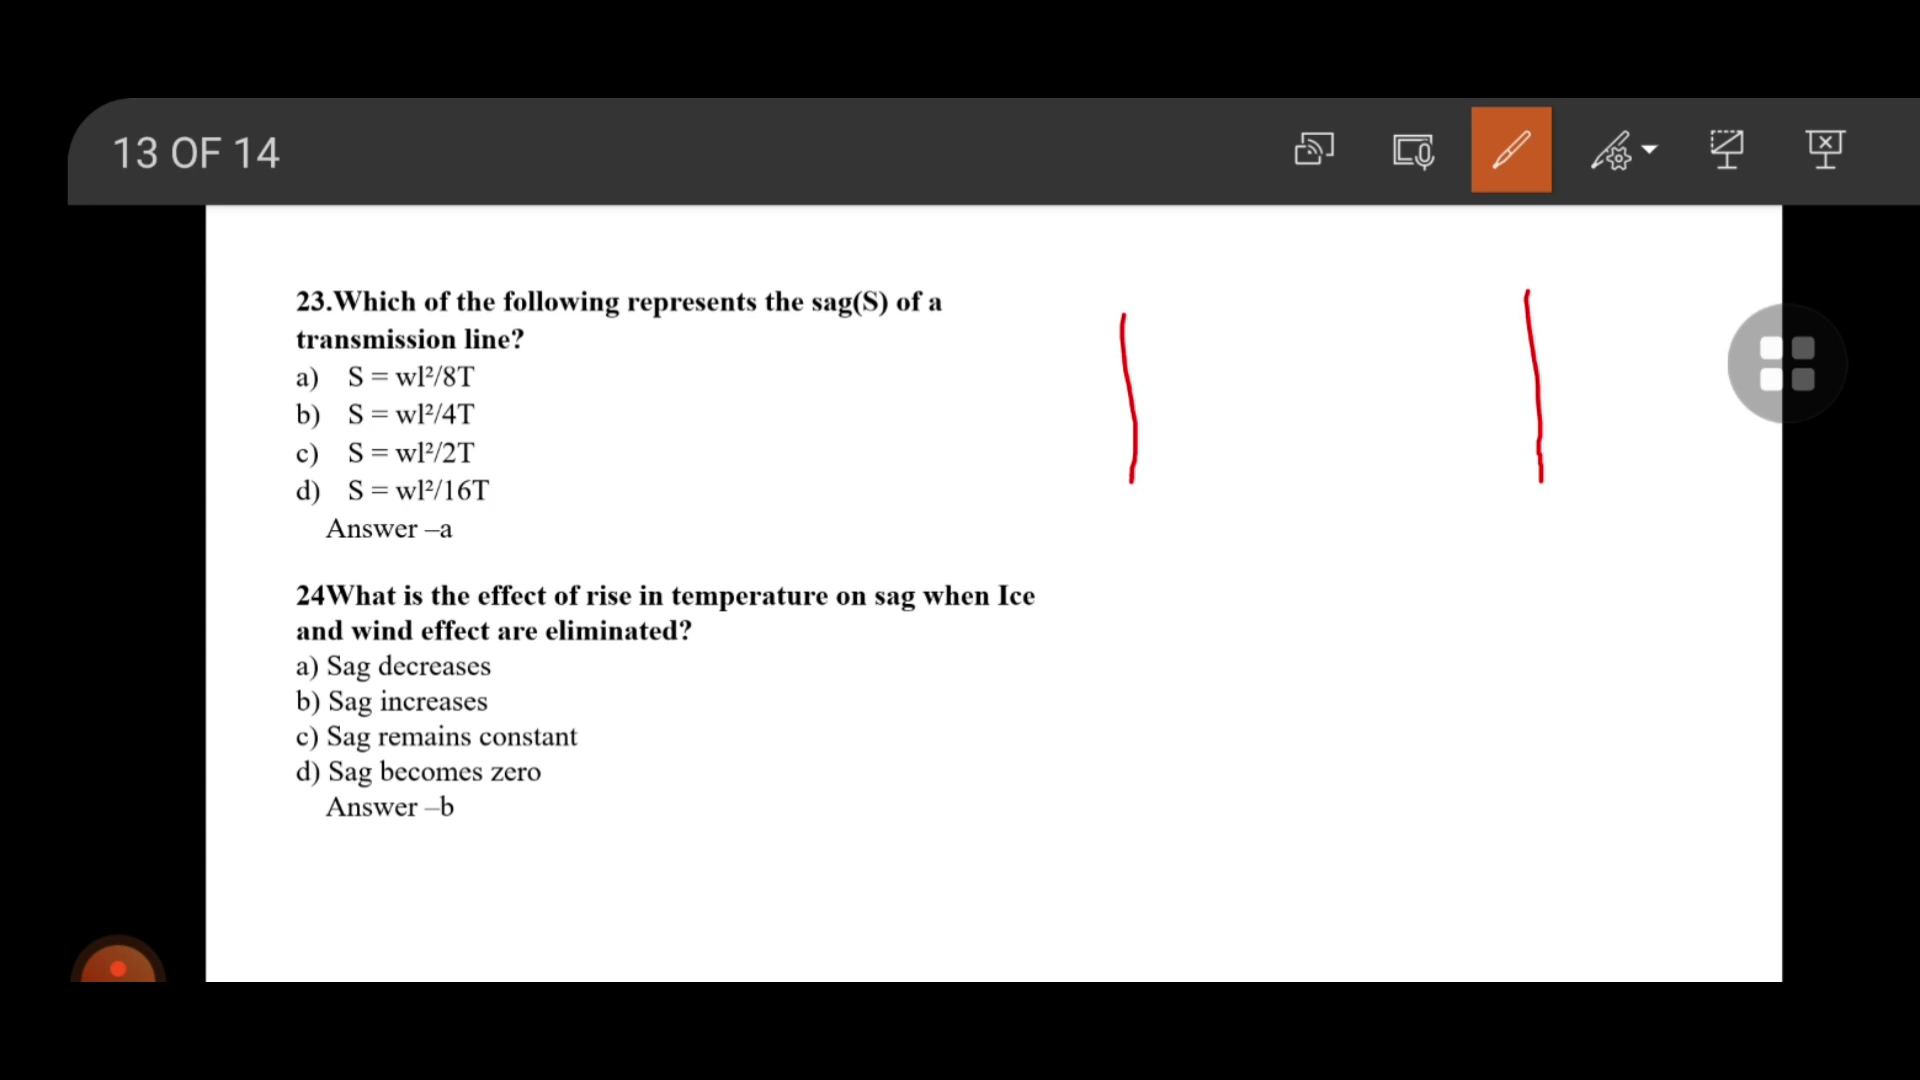 13 OF 14
23.Which of the following represents the sag(S) of a
transmission line?
a) S = wl²/8T
b) S = wl²/4T
c) S = wl²/2T
d) S = wl²/16T
Answer –a
24What is the effect of rise in temperature on sag when Ice
and wind effect are eliminated?
a) Sag decreases
b) Sag increases
c) Sag remains constant
d) Sag becomes zero
Answer –b